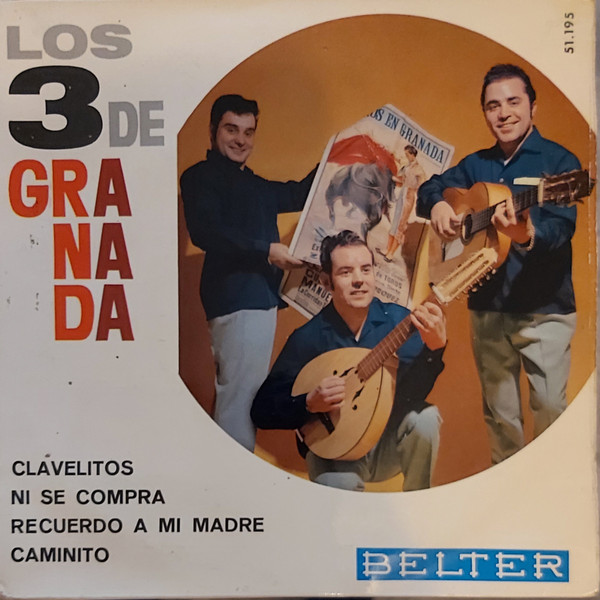 LOS
3 DE
GRA
NA
DA
51.195
OS EN GRANADA
CLAVELITOS
NI SE COMPRA
RECUERDO A MI MADRE
CAMINITO
BELTER